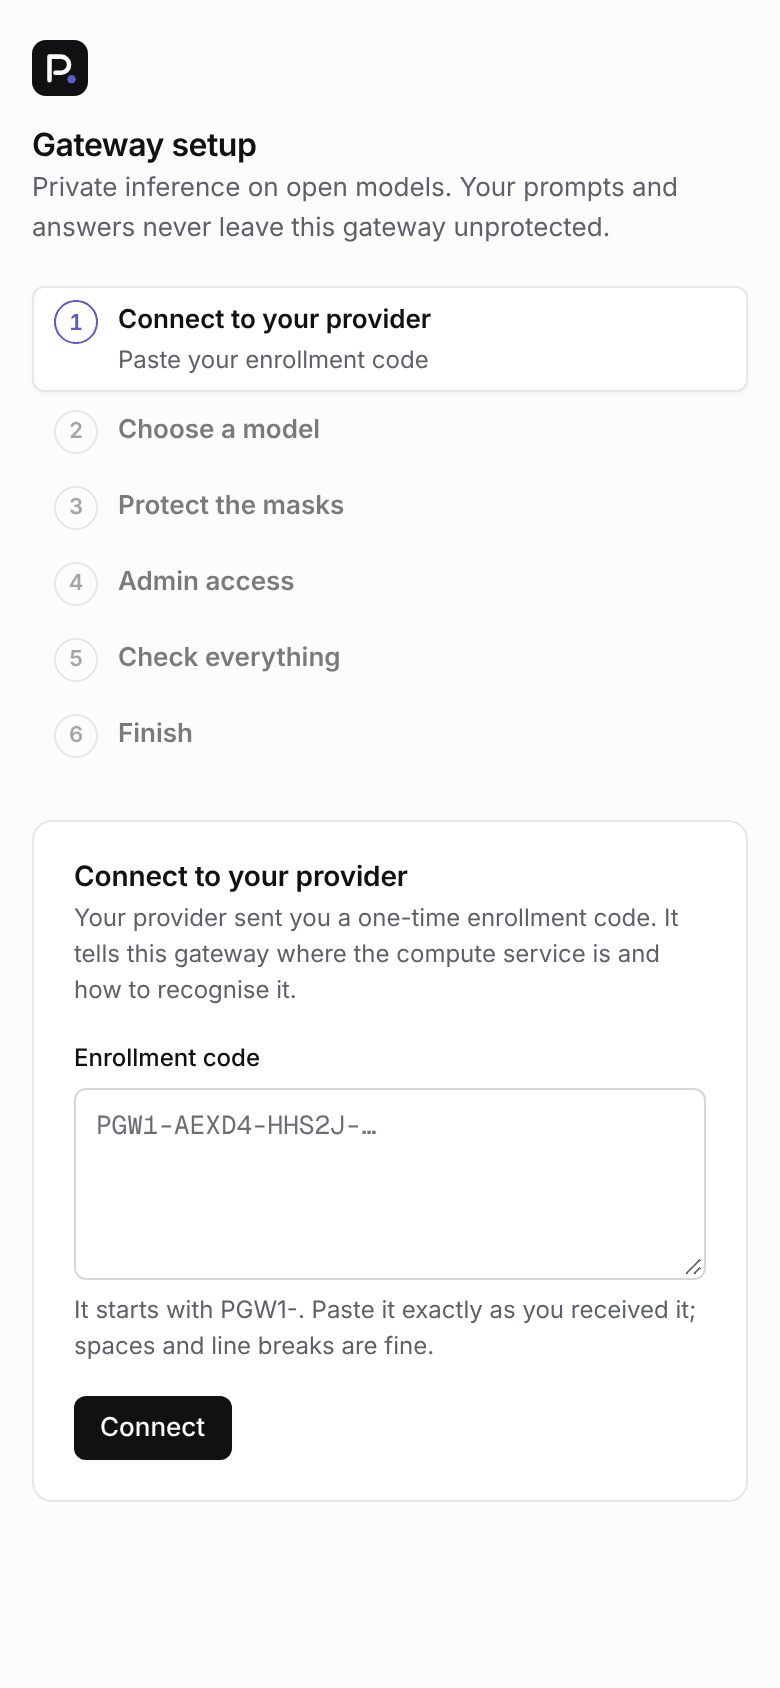 P.
Gateway setup
Private inference on open models. Your prompts and
answers never leave this gateway unprotected.
1 Connect to your provider
Paste your enrollment code
2 Choose a model
3 Protect the masks
4 Admin access
5 Check everything
6 Finish
Connect to your provider
Your provider sent you a one-time enrollment code. It
tells this gateway where the compute service is and
how to recognise it.
Enrollment code
PGW1-AEXD4-HHS2J-…
It starts with PGW1-. Paste it exactly as you received it;
spaces and line breaks are fine.
Connect